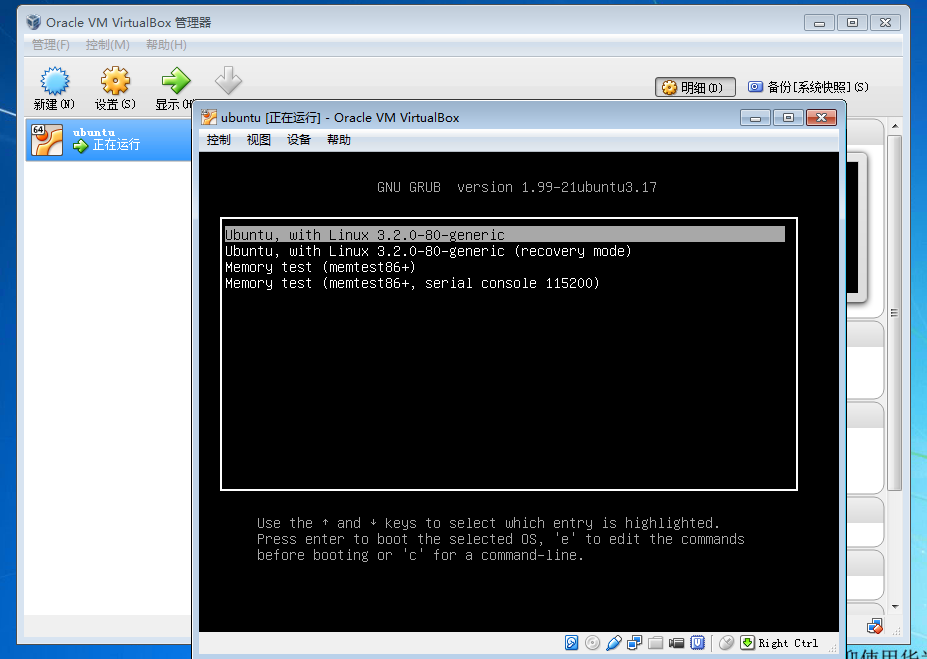 Oracle VM VirtualBox 管理器
管理(F) 控制(M) 帮助(H)
新建(N) 设置(S) 显示(H
明细(D) 备份[系统快照](S)
64 ubuntu
正在运行
ubuntu [正在运行] - Oracle VM VirtualBox
控制 视图 设备 帮助
GNU GRUB version 1.99-21ubuntu3.17
Ubuntu, with Linux 3.2.0-80-generic
Ubuntu, with Linux 3.2.0-80-generic (recovery mode)
Memory test (memtest86+)
Memory test (memtest86+, serial console 115200)
Use the ↑ and ↓ keys to select which entry is highlighted.
Press enter to boot the selected OS, 'e' to edit the commands
before booting or 'c' for a command-line.
Right Ctrl
迎使用华